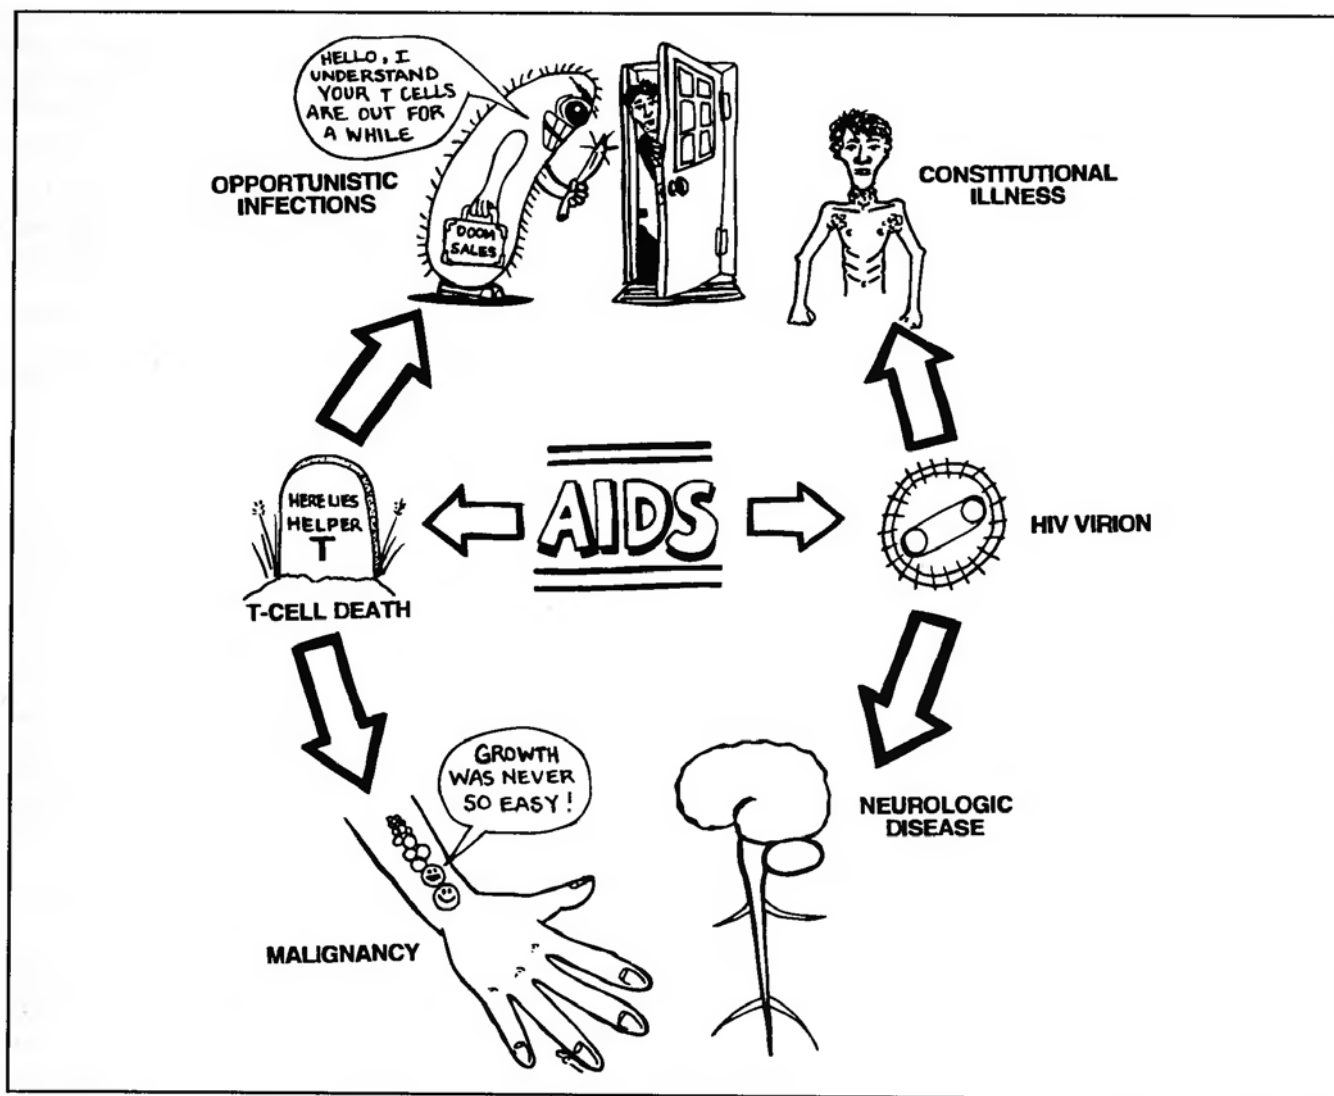 HELLO, I
UNDERSTAND
YOUR T CELLS
ARE OUT FOR
A WHILE
OPPORTUNISTIC
INFECTIONS
DOOM
SALES
CONSTITUTIONAL
ILLNESS
HERE LIES
HELPER
T
T-CELL DEATH
AIDS
HIV VIRION
GROWTH
WAS NEVER
SO EASY!
MALIGNANCY
NEUROLOGIC
DISEASE